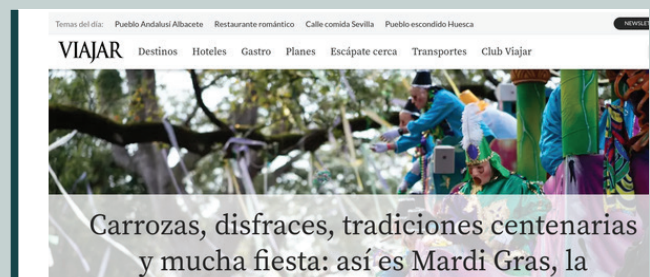 Temas del día: Pueblo Andalusí Albacete Restaurante romántico Calle comida Sevilla Pueblo escondido Huesca
VIAJAR Destinos Hoteles Gastro Planes Escápate cerca Transportes Club Viajar
Carrozas, disfraces, tradiciones centenarias
y mucha fiesta: así es Mardi Gras, la